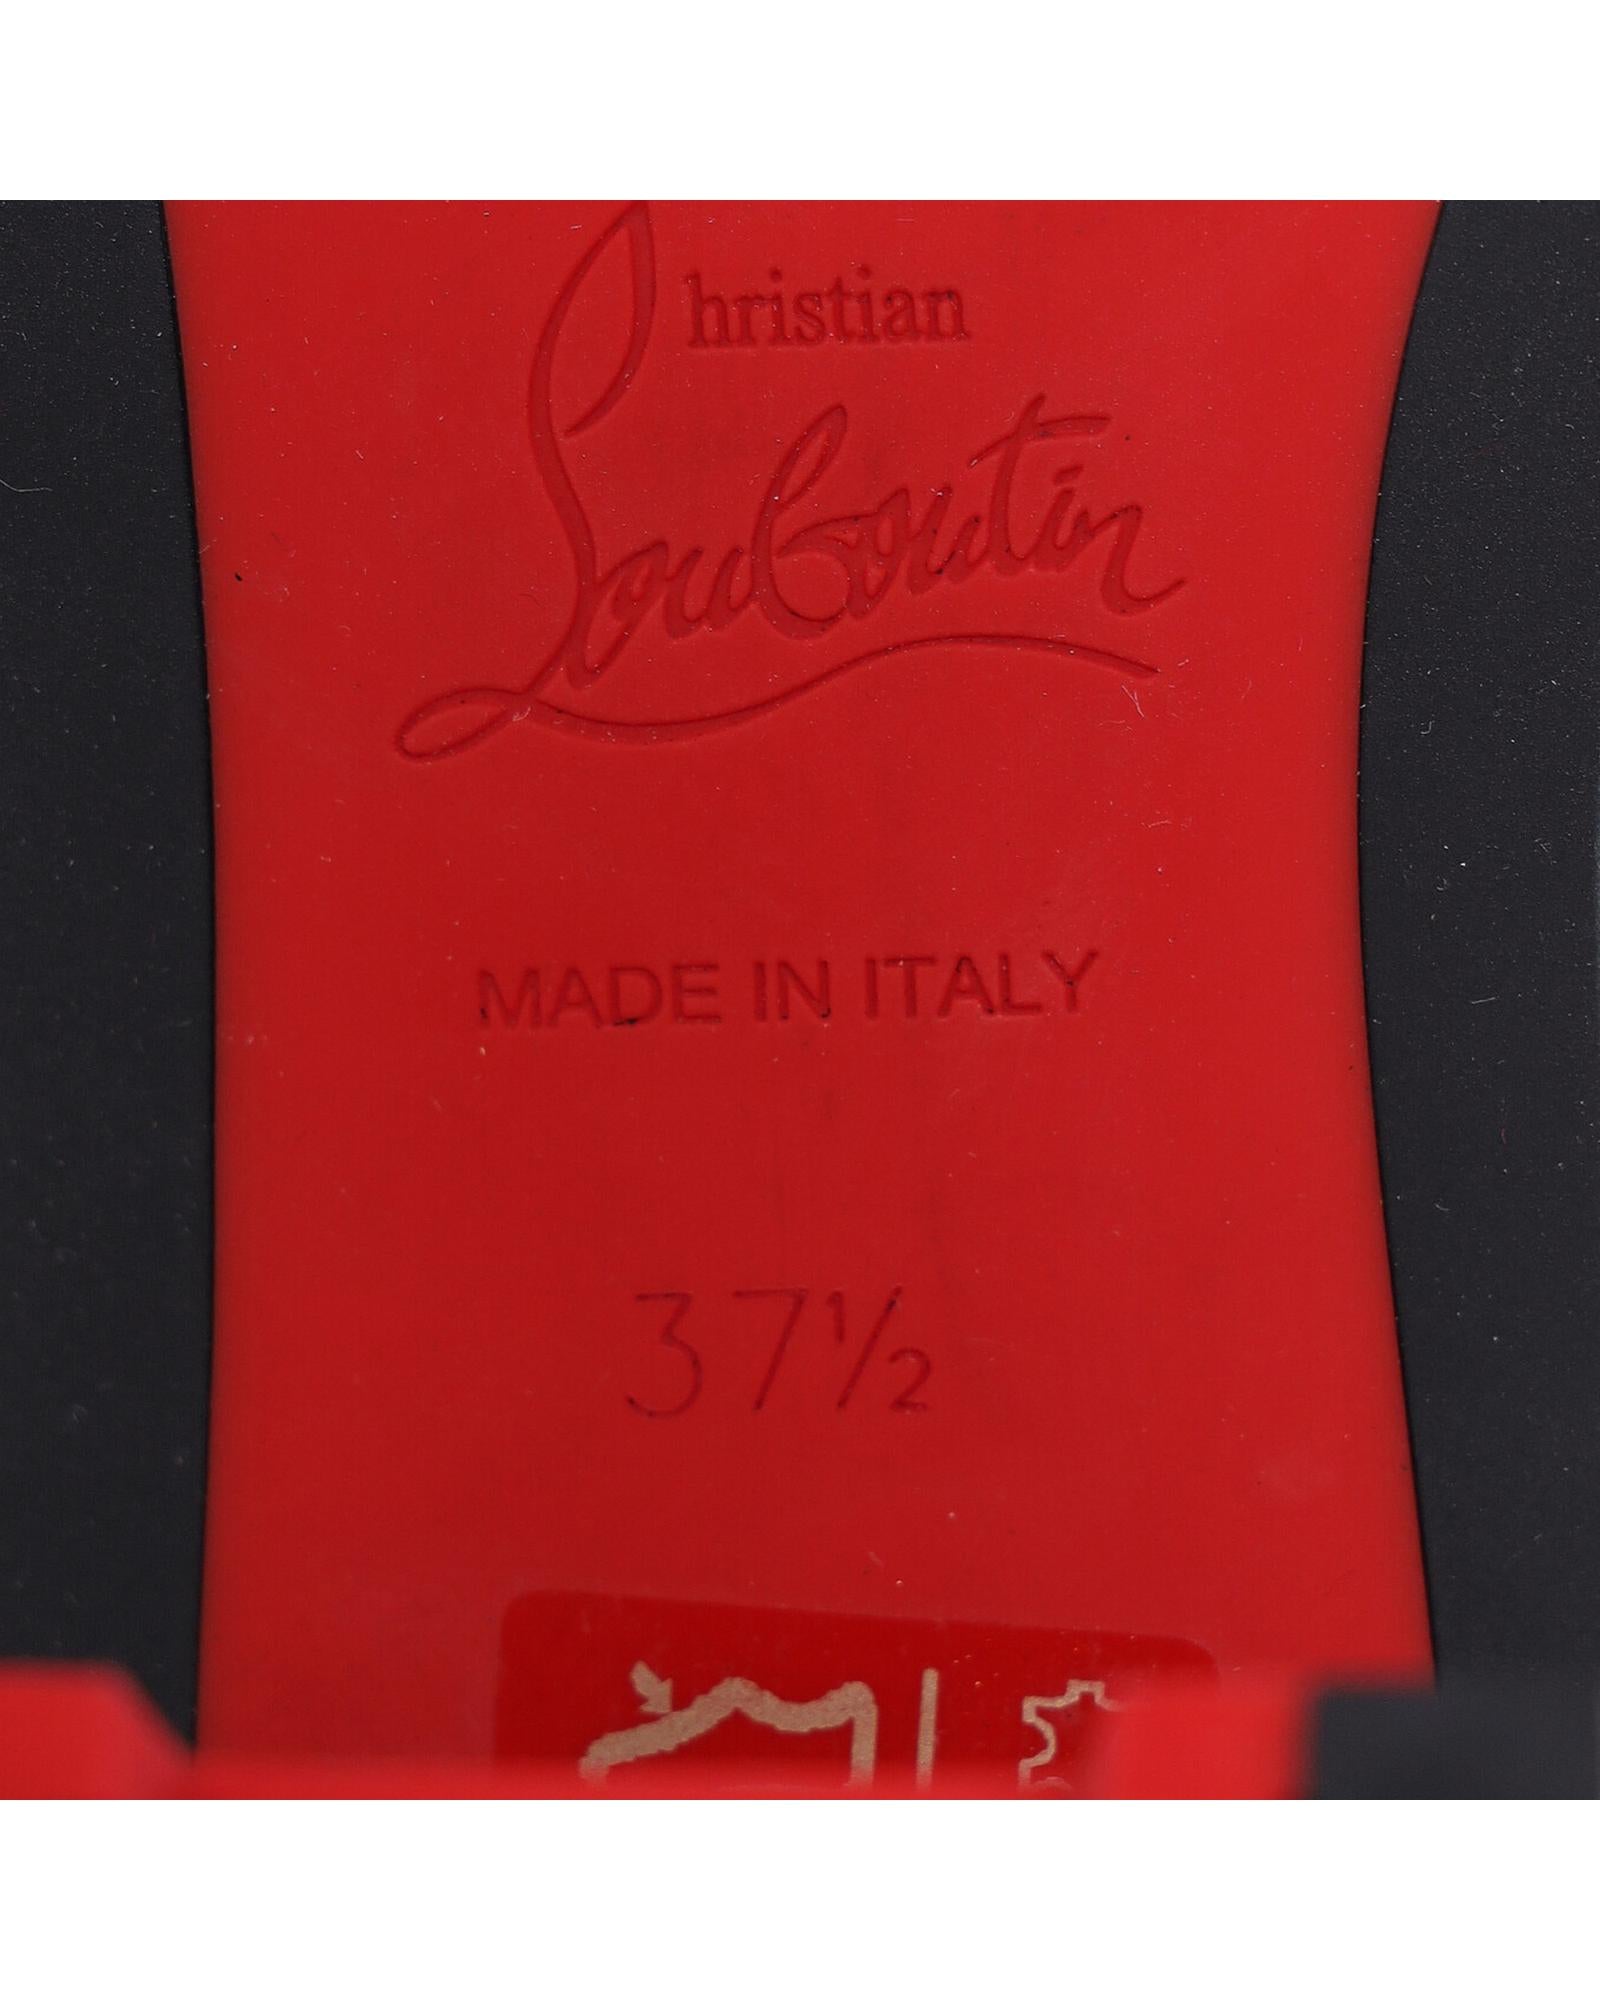 Christian
Louboutin
MADE IN ITALY
37½